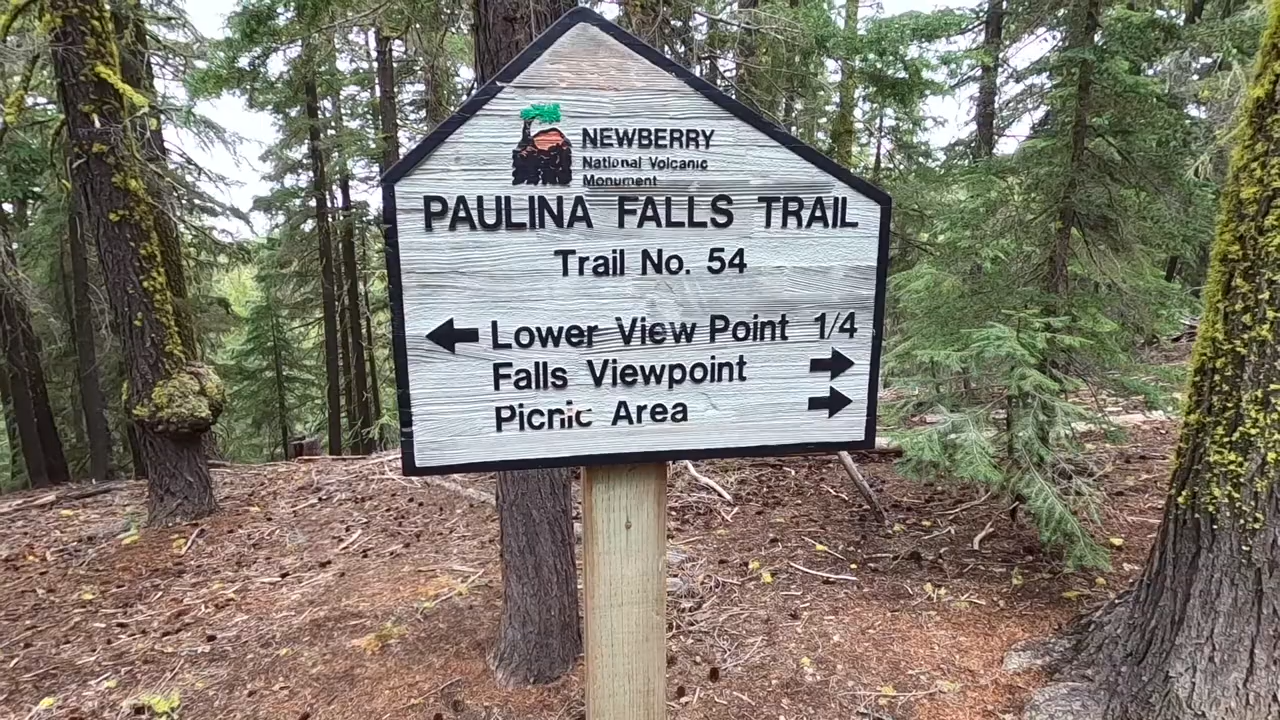 NEWBERRY
National Volcanic
Monument
PAULINA FALLS TRAIL
Trail No. 54
Lower View Point 1/4
Falls Viewpoint
Picnic Area